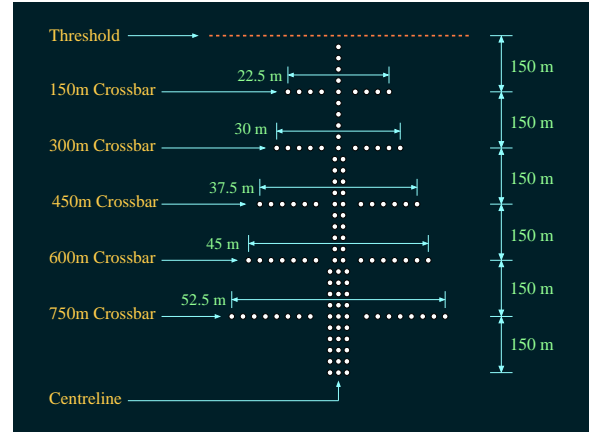 Threshold
150 m
22.5 m
150m Crossbar
150 m
30 m
300m Crossbar
150 m
37.5 m
450m Crossbar
150 m
45 m
600m Crossbar
150 m
52.5 m
750m Crossbar
150 m
Centreline